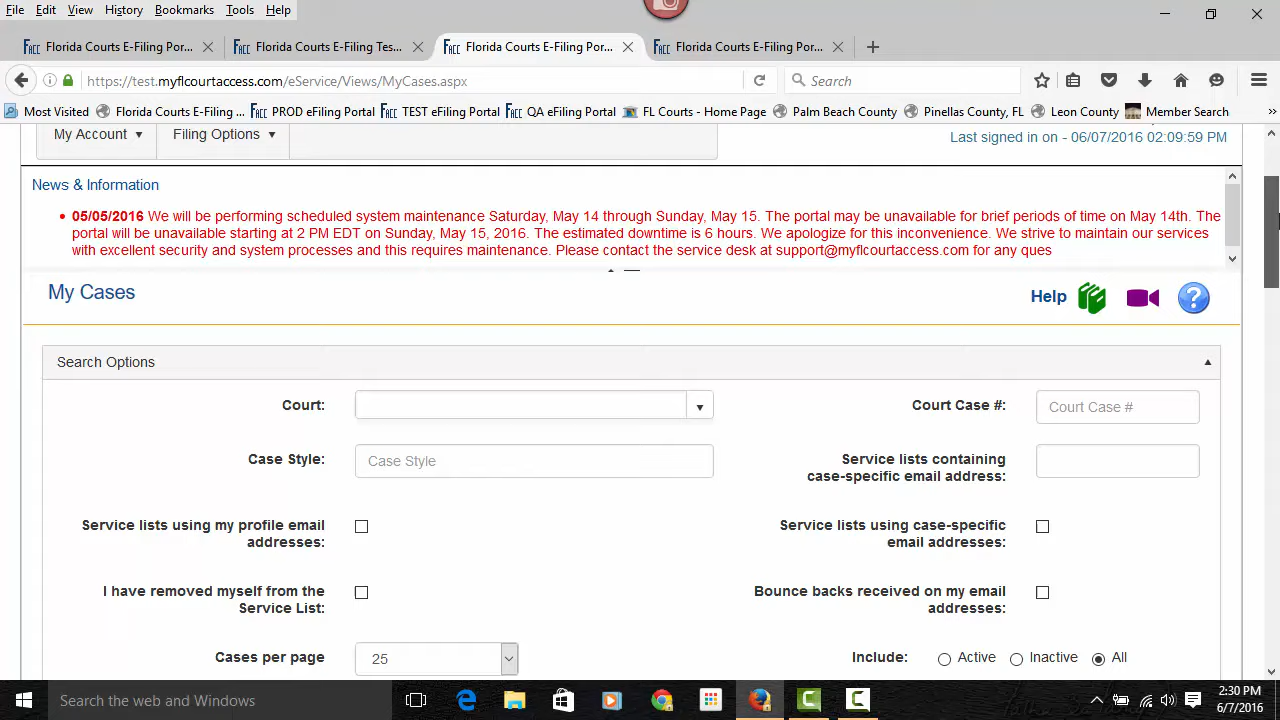 File Edit View History Bookmarks Tools Help
Florida Courts E-Filing Por... × Florida Courts E-Filing Tes... × Florida Courts E-Filing Por... × Florida Courts E-Filing Por... × +
https://test.myflcourtaccess.com/eService/Views/MyCases.aspx Search
Most Visited Florida Courts E-Filing ... PROD eFiling Portal TEST eFiling Portal QA eFiling Portal FL Courts - Home Page Palm Beach County Pinellas County, FL Leon County Member Search »
My Account Filing Options Last signed in on - 06/07/2016 02:09:59 PM
News & Information
• 05/05/2016 We will be performing scheduled system maintenance Saturday, May 14 through Sunday, May 15. The portal may be unavailable for brief periods of time on May 14th. The
portal will be unavailable starting at 2 PM EDT on Sunday, May 15, 2016. The estimated downtime is 6 hours. We apologize for this inconvenience. We strive to maintain our services
with excellent security and system processes and this requires maintenance. Please contact the service desk at support@myflcourtaccess.com for any ques
My Cases Help ?
Search Options
Court: Court Case #: Court Case #
Case Style: Case Style Service lists containing
case-specific email address:
Service lists using my profile email Service lists using case-specific
addresses: email addresses:
I have removed myself from the Bounce backs received on my email
Service List: addresses:
Cases per page 25 Include: Active Inactive All
Search the web and Windows 2:30 PM
6/7/2016